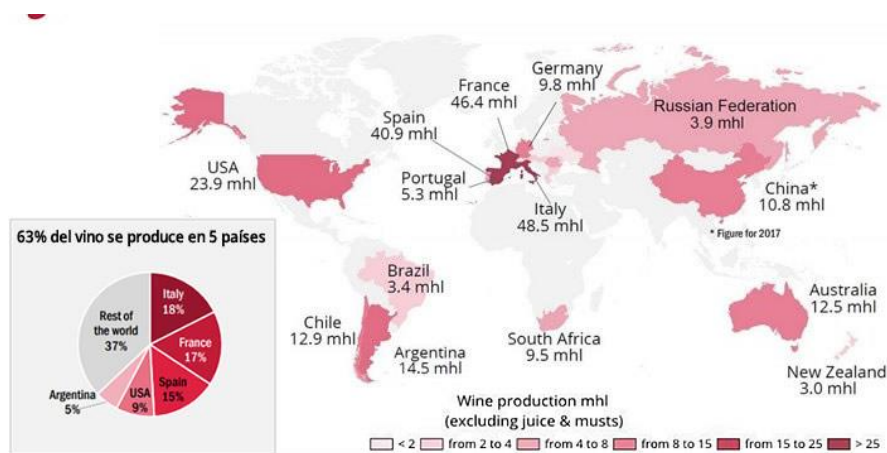 Germany
9.8 mhl
France
46.4 mhl
Russian Federation
3.9 mhl
Spain
40.9 mhl
USA
23.9 mhl
Portugal
5.3 mhl
China*
10.8 mhl
Italy
48.5 mhl
* Figure for 2017
63% del vino se produce en 5 países
Italy
18%
France
17%
Spain
15%
USA
9%
Argentina
5%
Rest of
the world
37%
Brazil
3.4 mhl
Australia
12.5 mhl
Chile
12.9 mhl
Argentina
14.5 mhl
South Africa
9.5 mhl
New Zealand
3.0 mhl
Wine production mhl
(excluding juice & musts)
< 2 from 2 to 4 from 4 to 8 from 8 to 15 from 15 to 25 > 25